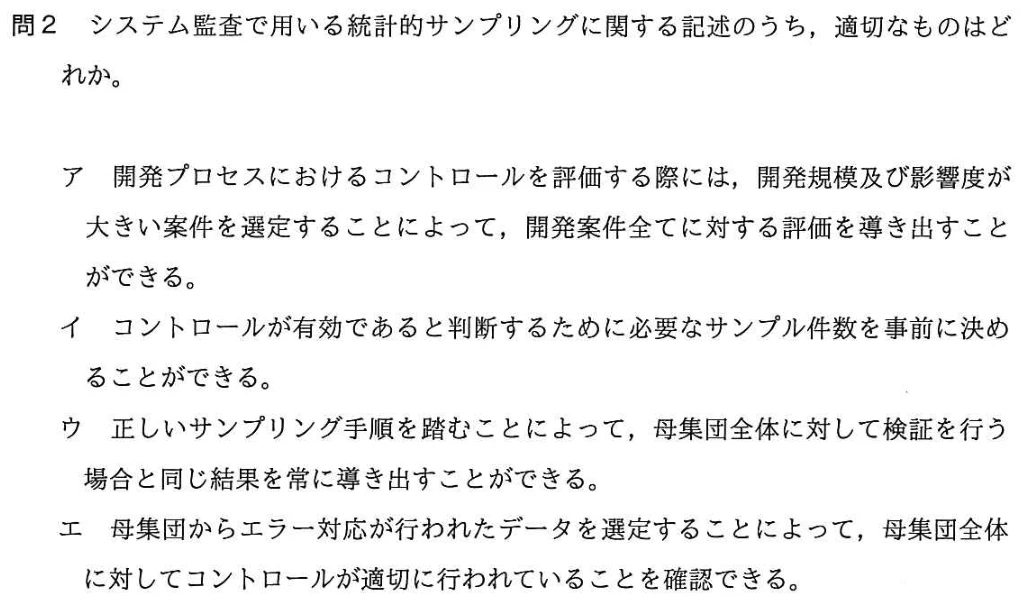 問2 システム監査で用いる統計的サンプリングに関する記述のうち，適切なものはど
れか。
ア 開発プロセスにおけるコントロールを評価する際には，開発規模及び影響度が
大きい案件を選定することによって，開発案件全てに対する評価を導き出すこと
ができる。
イ コントロールが有効であると判断するために必要なサンプル件数を事前に決め
ることができる。
ウ 正しいサンプリング手順を踏むことによって，母集団全体に対して検証を行う
場合と同じ結果を常に導き出すことができる。
エ 母集団からエラー対応が行われたデータを選定することによって，母集団全体
に対してコントロールが適切に行われていることを確認できる。